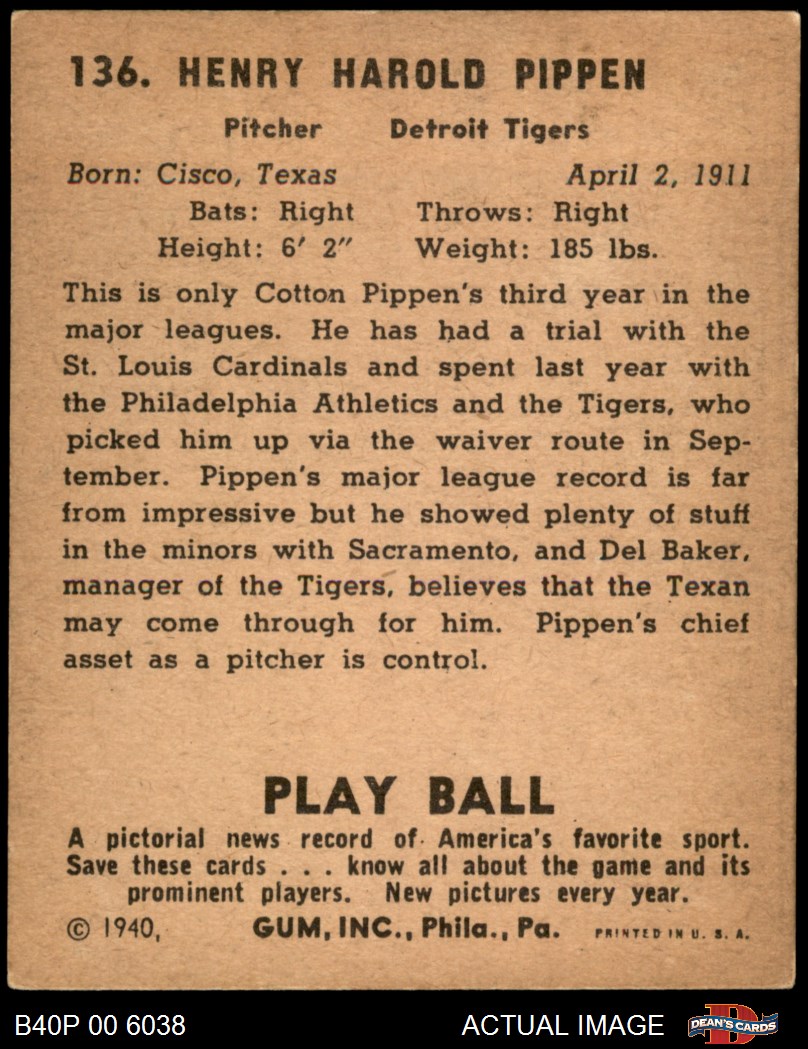 136. HENRY HAROLD PIPPEN
Pitcher Detroit Tigers
Born: Cisco, Texas April 2, 1911
Bats: Right Throws: Right
Height: 6′ 2″ Weight: 185 lbs.
This is only Cotton Pippen's third year in the
major leagues. He has had a trial with the
St. Louis Cardinals and spent last year with
the Philadelphia Athletics and the Tigers, who
picked him up via the waiver route in Sep-
tember. Pippen's major league record is far
from impressive but he showed plenty of stuff
in the minors with Sacramento, and Del Baker,
manager of the Tigers, believes that the Texan
may come through for him. Pippen's chief
asset as a pitcher is control.
PLAY BALL
A pictorial news record of America's favorite sport.
Save these cards . . . know all about the game and its
prominent players. New pictures every year.
© 1940, GUM, INC., Phila., Pa. PRINTED IN U. S. A.
B40P 00 6038 ACTUAL IMAGE DEAN'S CARDS